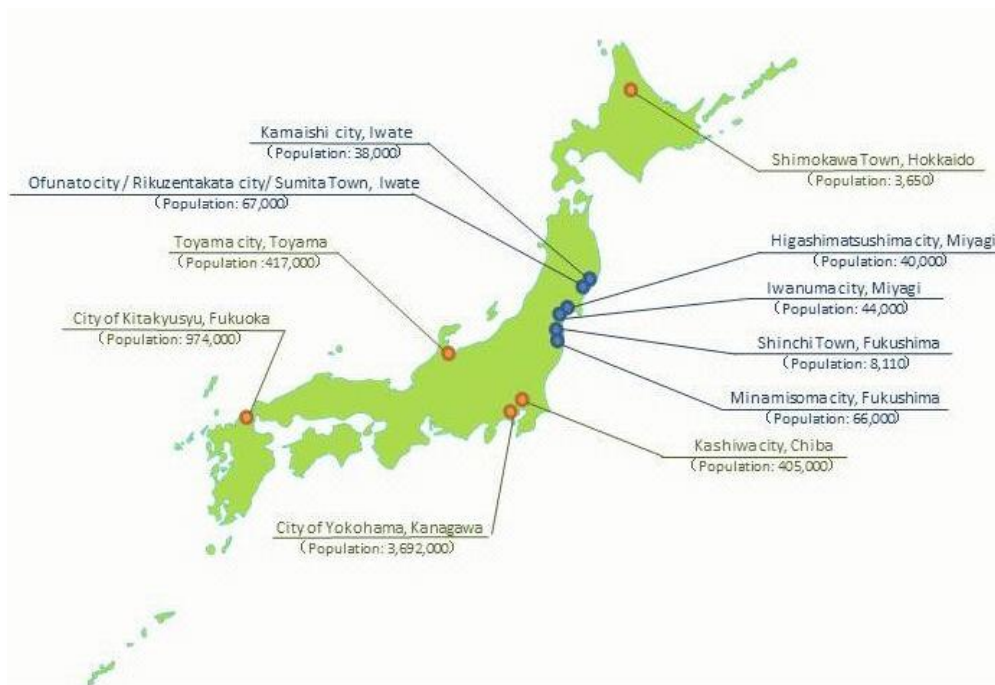 Kamaishi city, Iwate
(Population: 38,000)
Shimokawa Town, Hokkaido
(Population: 3,650)
Ofunato city / Rikuzentakata city/ Sumita Town, Iwate
(Population: 67,000)
Toyama city, Toyama
(Population :417,000)
Higashimatsushima city, Miyagi
(Population: 40,000)
Iwanuma city, Miyagi
(Population: 44,000)
City of Kitakyusyu, Fukuoka
(Population: 974,000)
Shinchi Town, Fukushima
(Population: 8,110)
Minamisoma city, Fukushima
(Population: 66,000)
Kashiwa city, Chiba
(Population: 405,000)
City of Yokohama, Kanagawa
(Population: 3,692,000)